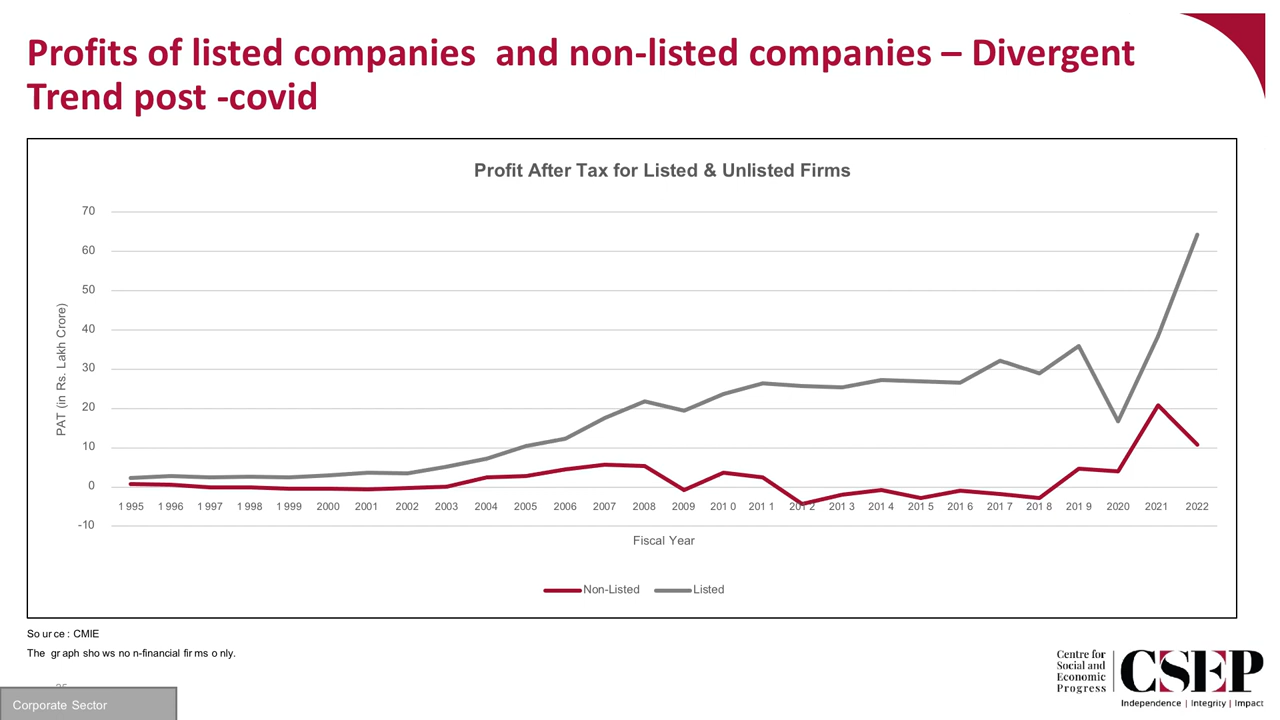 Profits of listed companies and non-listed companies – Divergent
Trend post -covid
Profit After Tax for Listed & Unlisted Firms
70
60
50
40
30
20
10
0
-10
PAT (in Rs. Lakh Crore)
1995 1996 1997 1998 1999 2000 2001 2002 2003 2004 2005 2006 2007 2008 2009 2010 2011 2012 2013 2014 2015 2016 2017 2018 2019 2020 2021 2022
Fiscal Year
Non-Listed Listed
Source : CMIE
The graph shows non-financial firms only.
Corporate Sector
Centre for
Social and
Economic
Progress
CSEP
Independence | Integrity | Impact